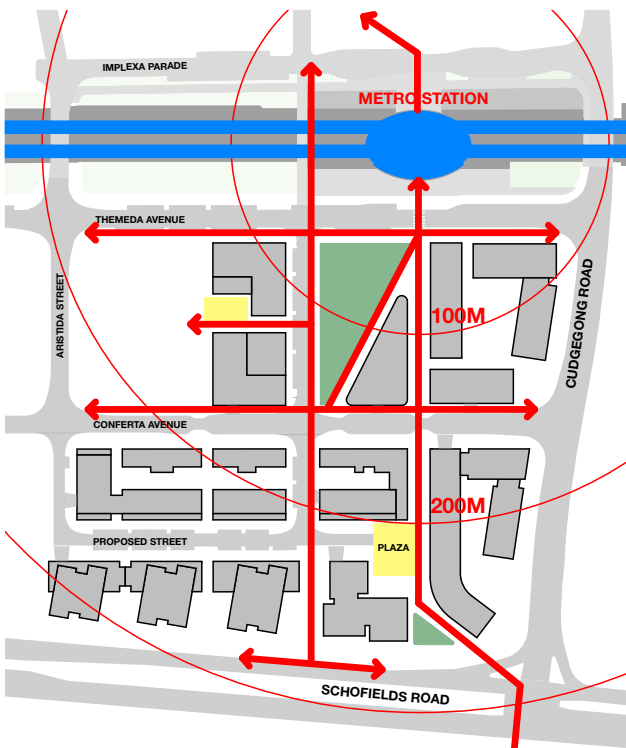 IMPLEXA PARADE
METRO STATION
THEMEDA AVENUE
ARISTIDA STREET
CUDGEGONG ROAD
100M
CONFERTA AVENUE
200M
PROPOSED STREET
PLAZA
SCHOFIELDS ROAD